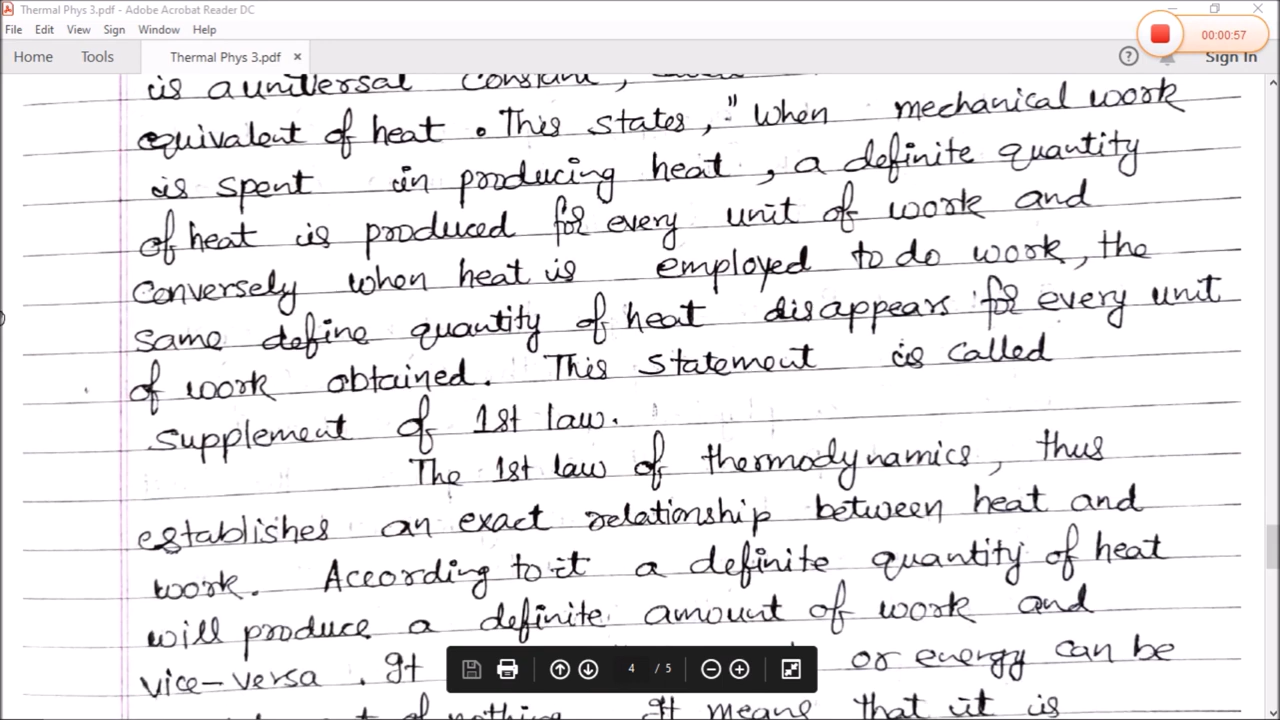 Thermal Phys 3.pdf - Adobe Acrobat Reader DC
File Edit View Sign Window Help
00:00:57
Home Tools Thermal Phys 3.pdf × Sign In
is a universal constant,
equivalent of heat. This states, "When mechanical work
is spent in producing heat, a definite quantity
of heat is produced for every unit of work and
conversely when heat is employed to do work, the
same define quantity of heat disappears for every unit
of work obtained. This statement is called
supplement of 1st law.
The 1st law of thermodynamics, thus
establishes an exact relationship between heat and
work. According to it a definite quantity of heat
will produce a definite amount of work and
vice-versa. It or energy can be
of nothing. It means that it is
4 / 5